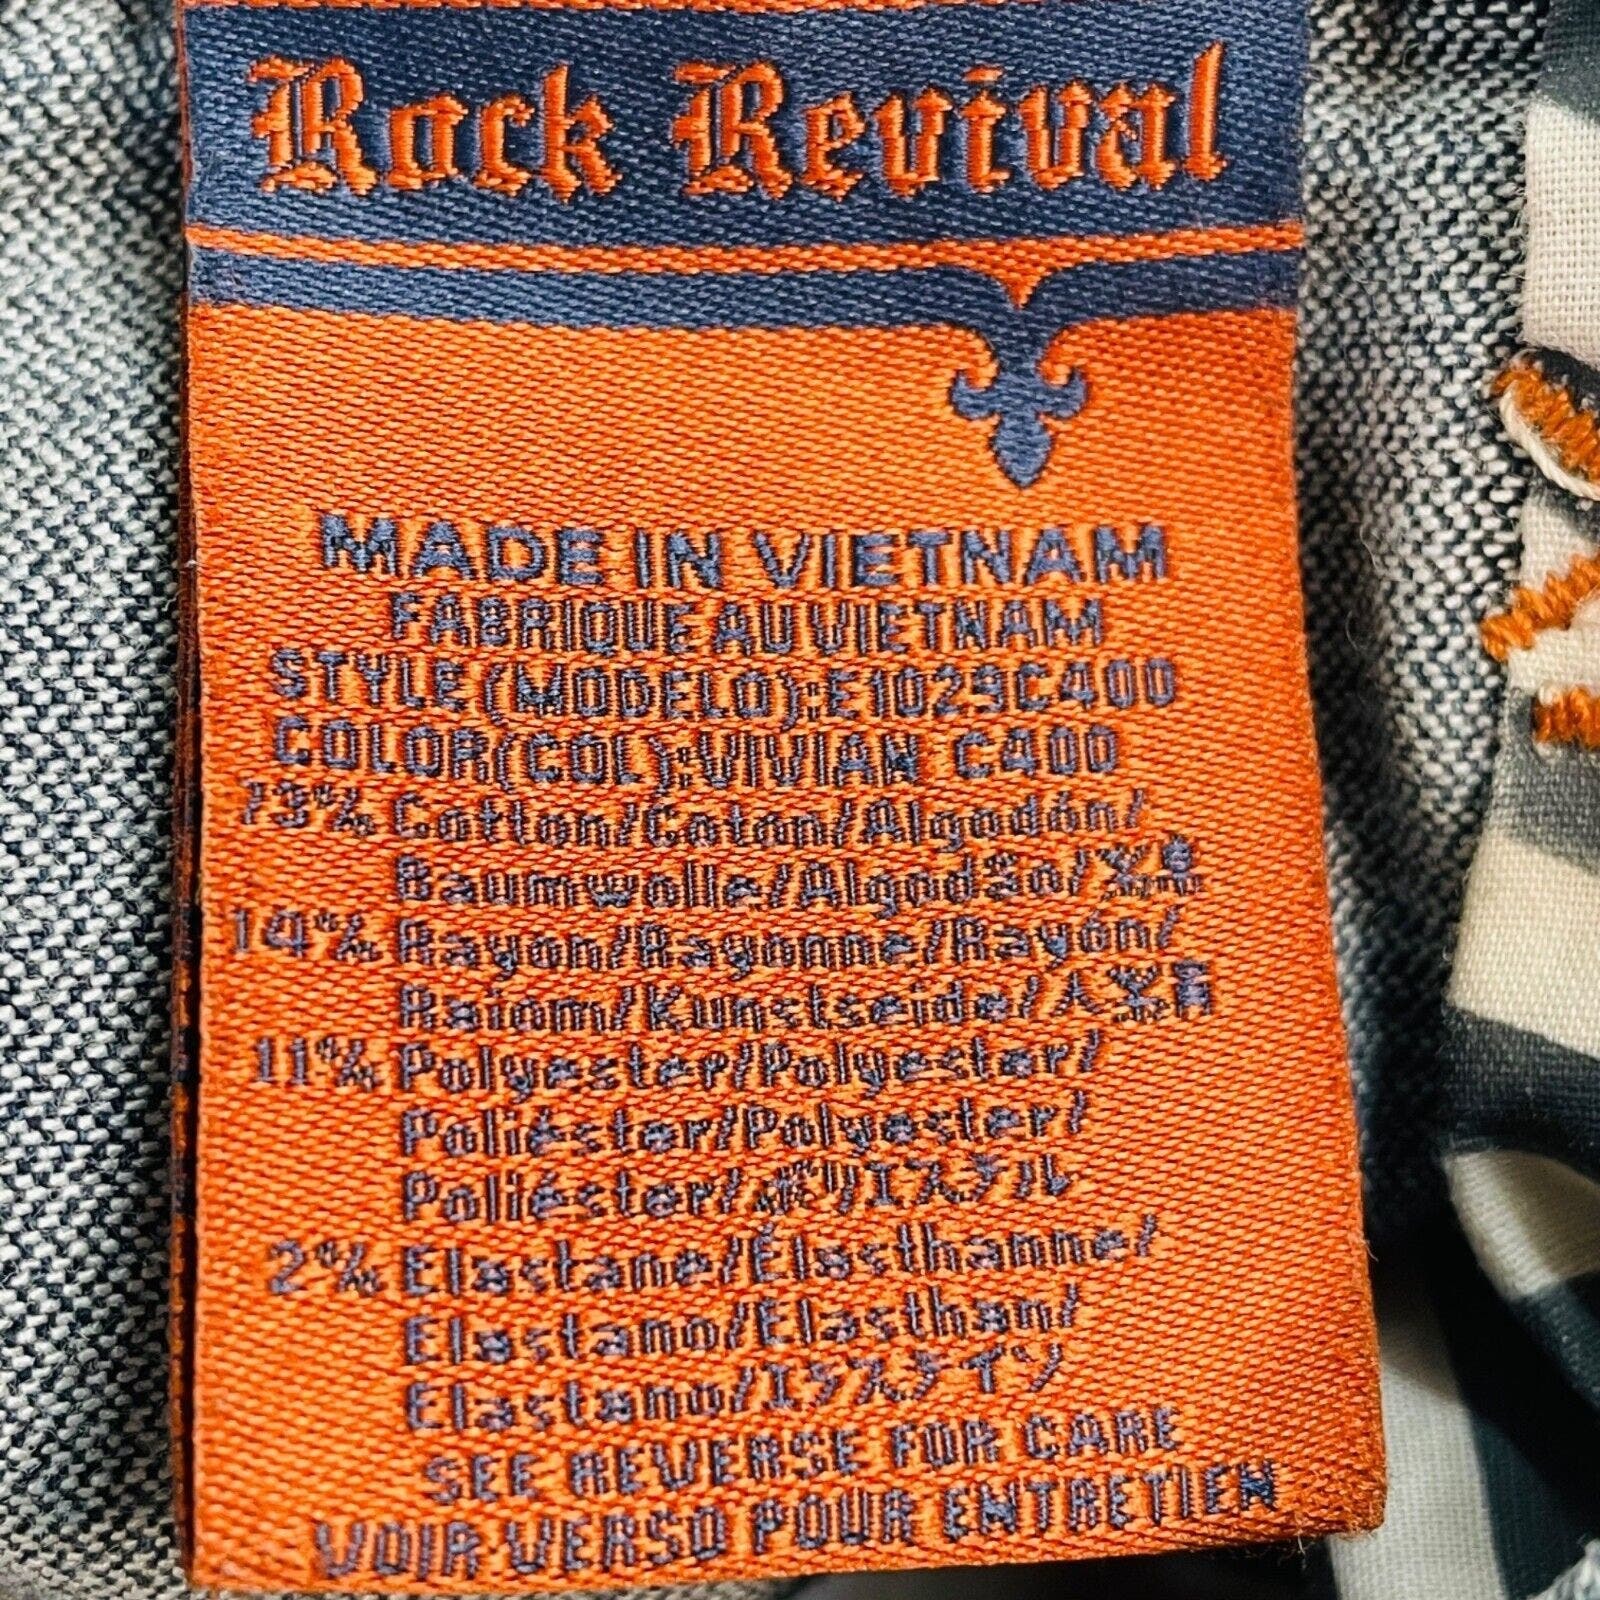 Rock Revival
MADE IN VIETNAM
FABRIQUE AU VIETNAM
STYLE(MODELO):E1029C400
COLOR(COL):VIVIAN C400
73% Cotton/Coton/Algodón/
Baumwolle/Algod3o/
14% Rayon/Rayonne/Rayón/
Raiom/Kunstseide/
11% Polyester/Polyester/
Poliéster/Polyester/
Poliéster/ポリエステル
2% Elastane/Élasthanne/
Elastano/Elasthan/
Elastano/エラステイン
SEE REVERSE FOR CARE
VOIR VERSO POUR ENTRETIEN